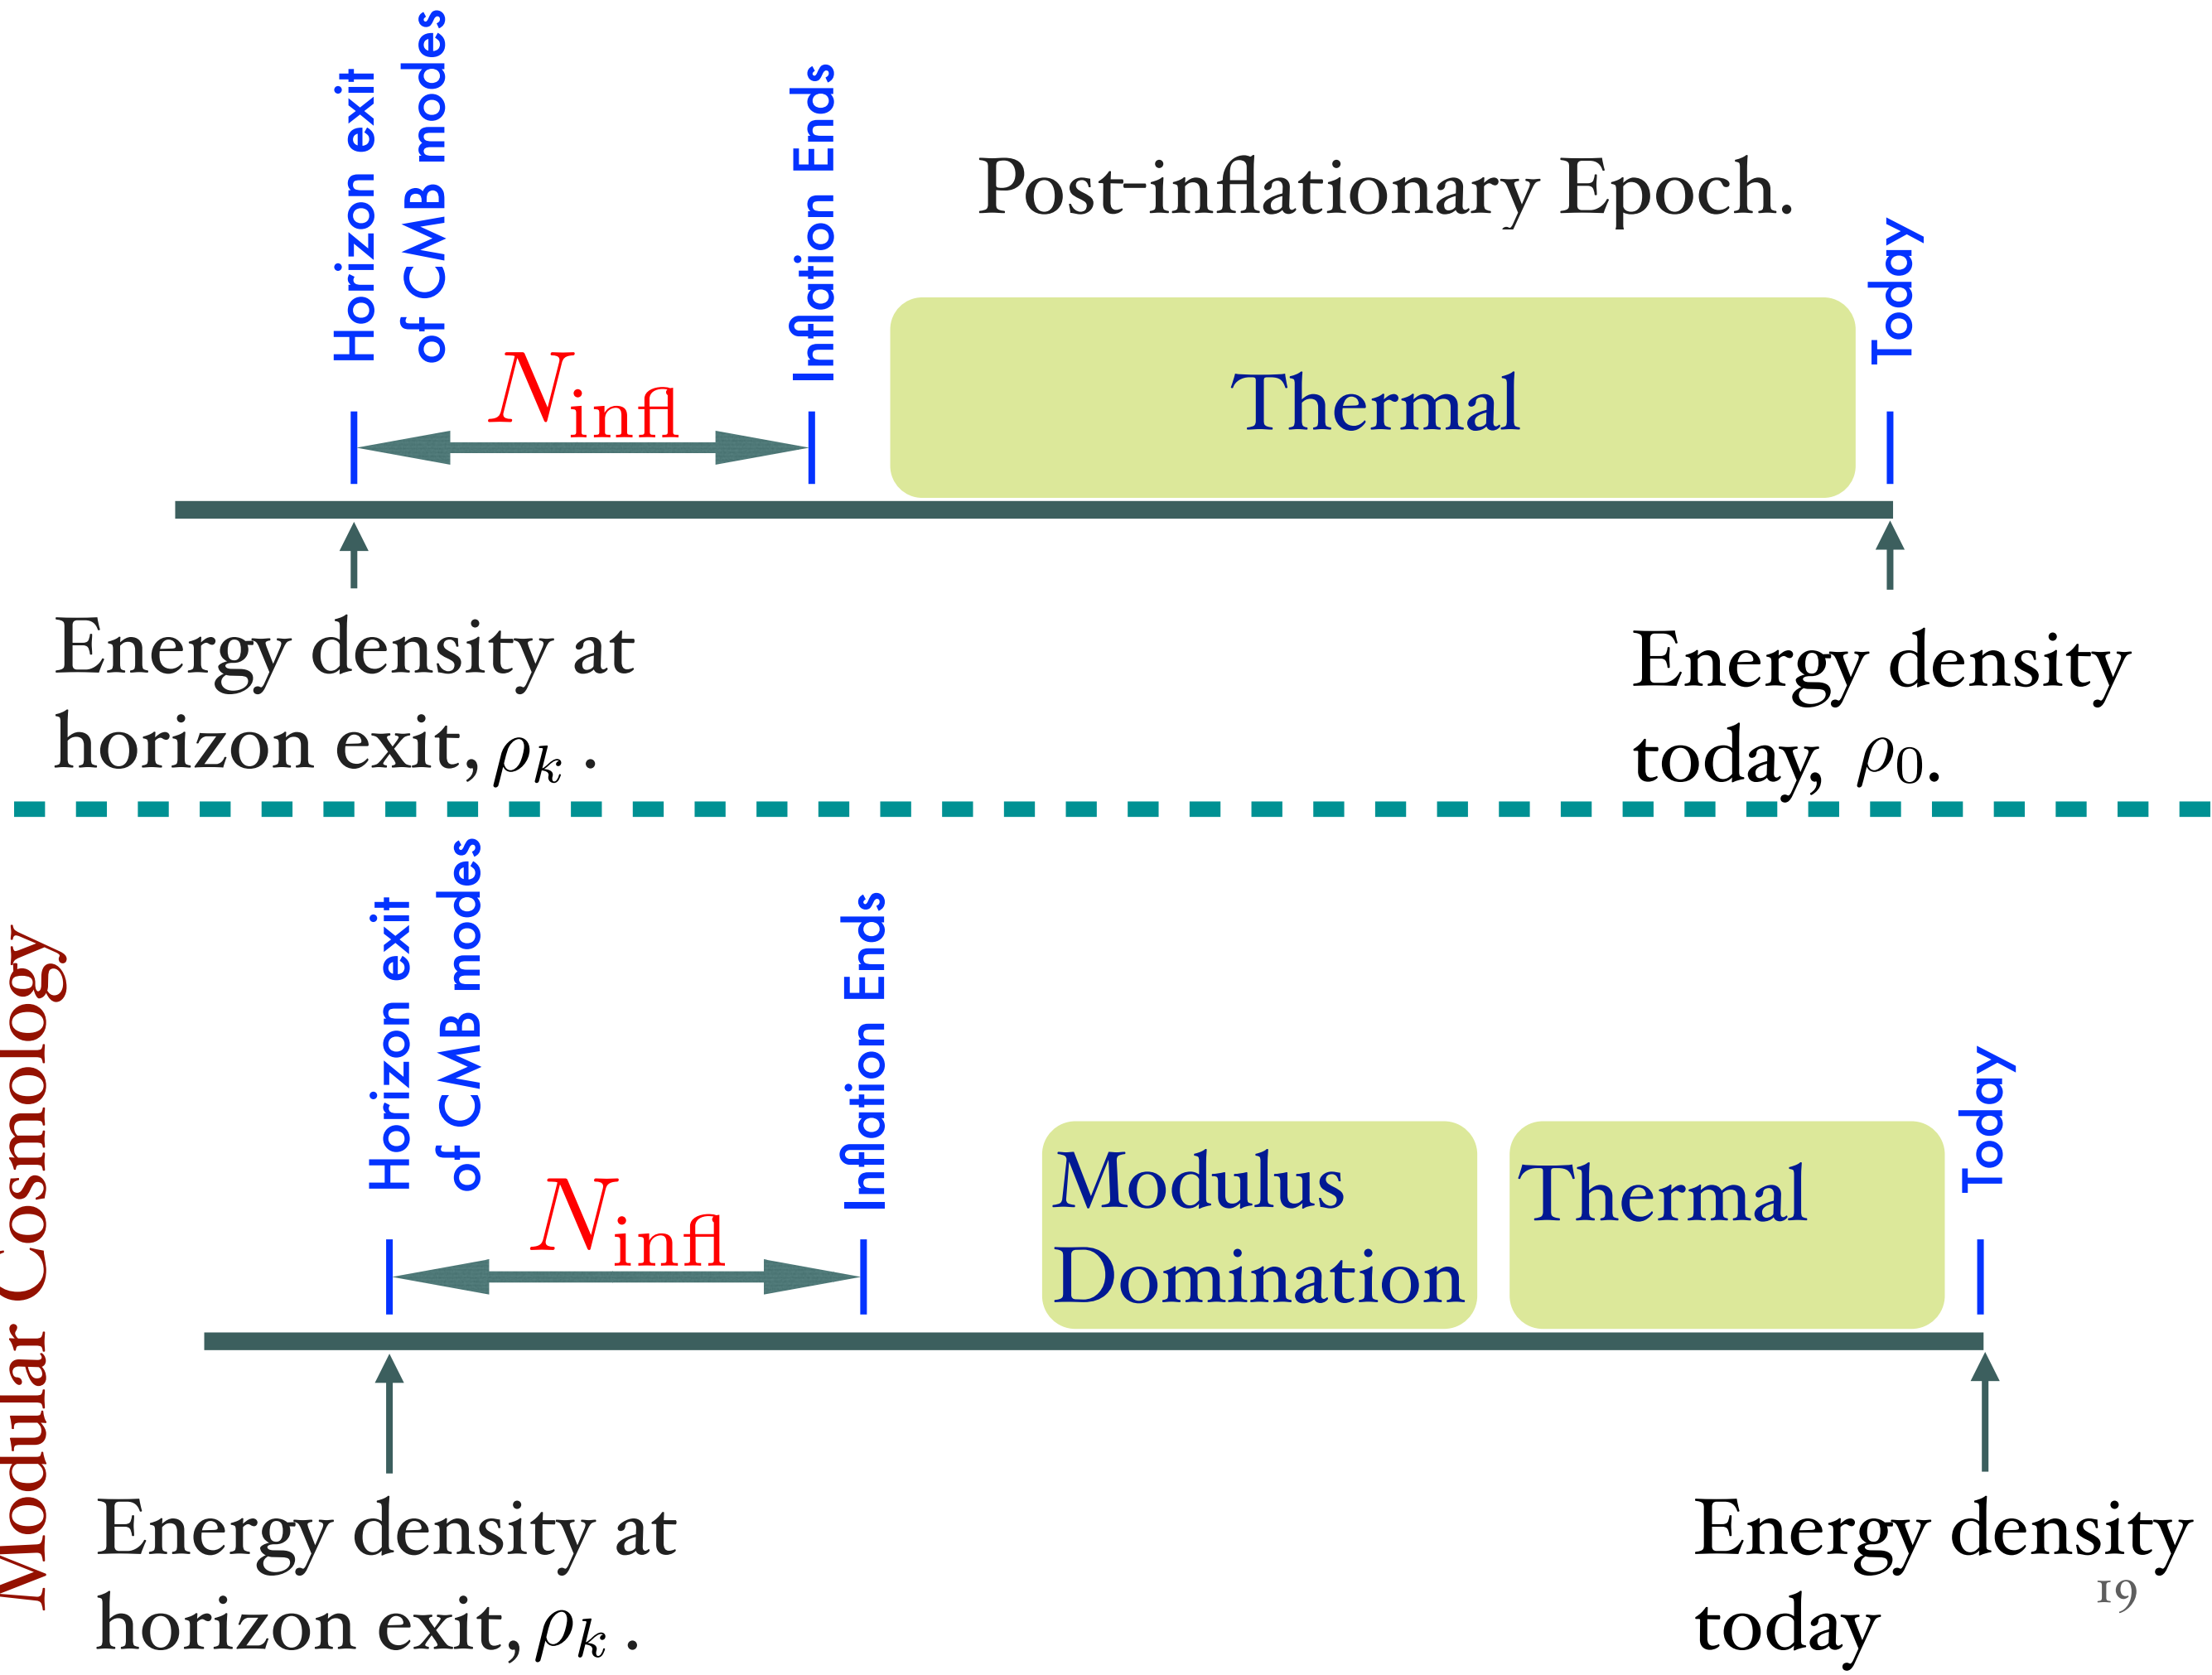 Horizon exit
of CMB modes
Inflation Ends
Post-inflationary Epoch.
Today
N_infl
Thermal
Energy density at
horizon exit, ρ_k .
Energy density
today, ρ_0.
Modular Cosmology
Horizon exit
of CMB modes
Inflation Ends
Today
N_infl
Modulus
Domination
Thermal
Energy density at
horizon exit, ρ_k .
Energy density
today
19